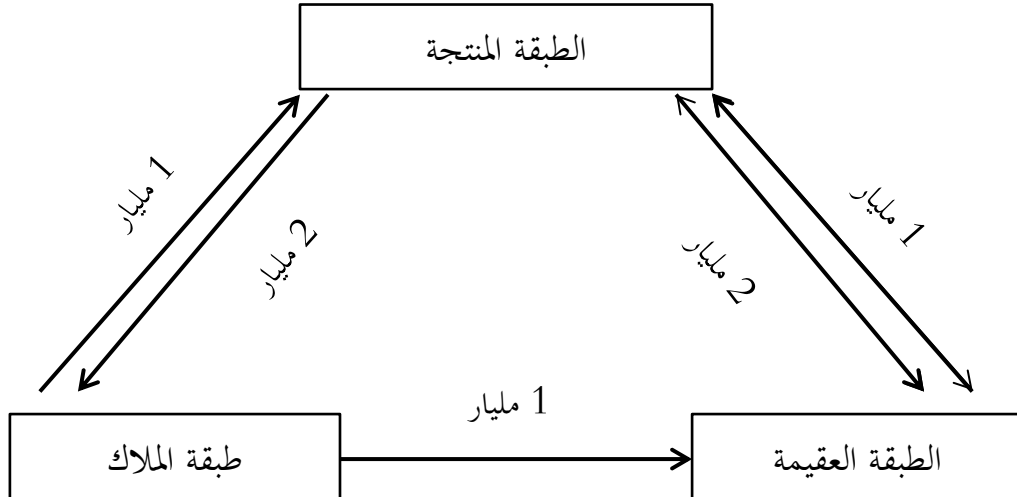 الطبقة المنتجة
1 مليار
2 مليار
2 مليار
1 مليار
1 مليار
طبقة الملاك
الطبقة العقيمة